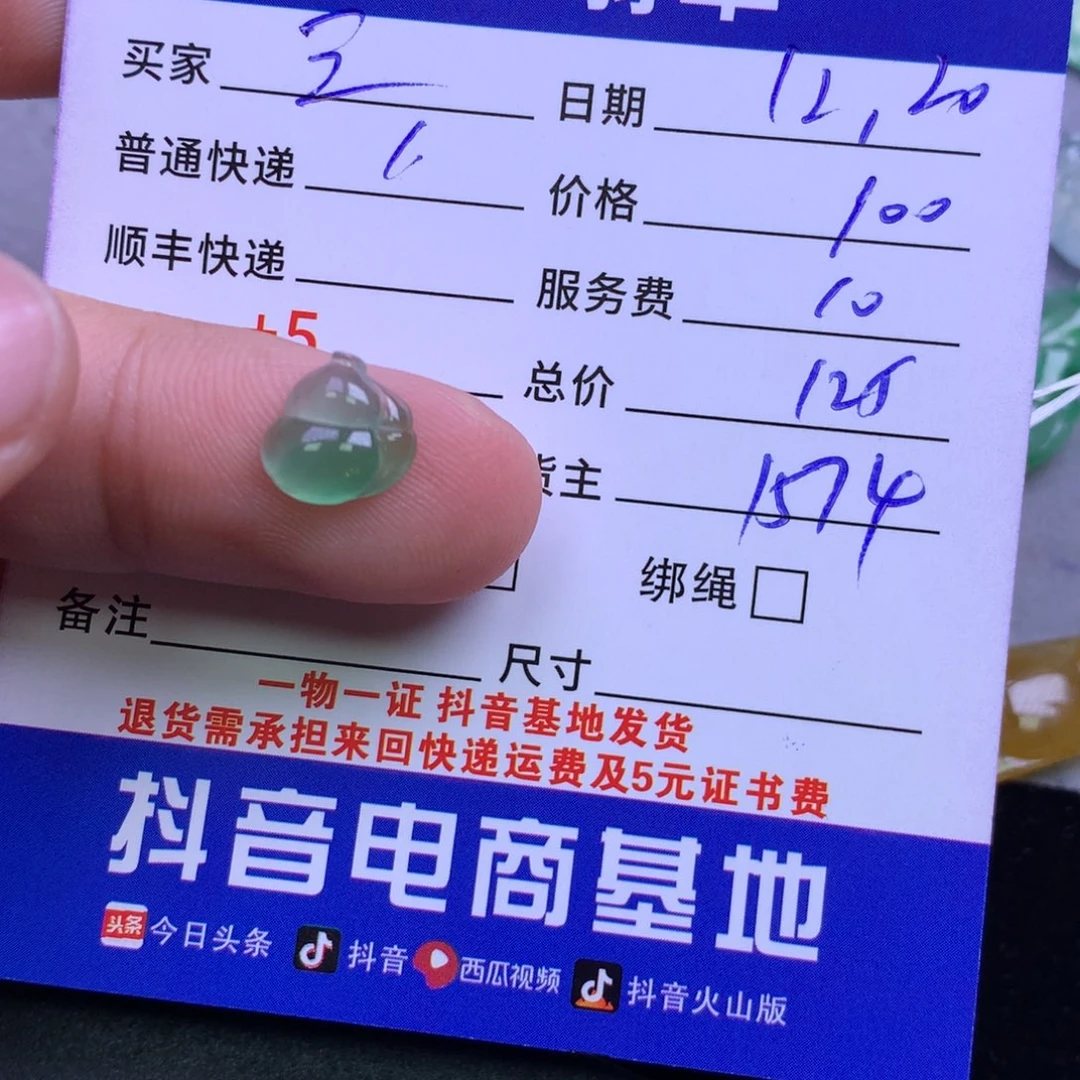 买家 王 日期 12.20
普通快递 1. 价格 100
顺丰快递 服务费 10
+5
总价 125
货主 1574
绑绳
备注 尺寸
一物一证 抖音基地发货
退货需承担来回快递运费及5元证书费
抖音电商基地
头条 今日头条 抖音 西瓜视频 抖音火山版